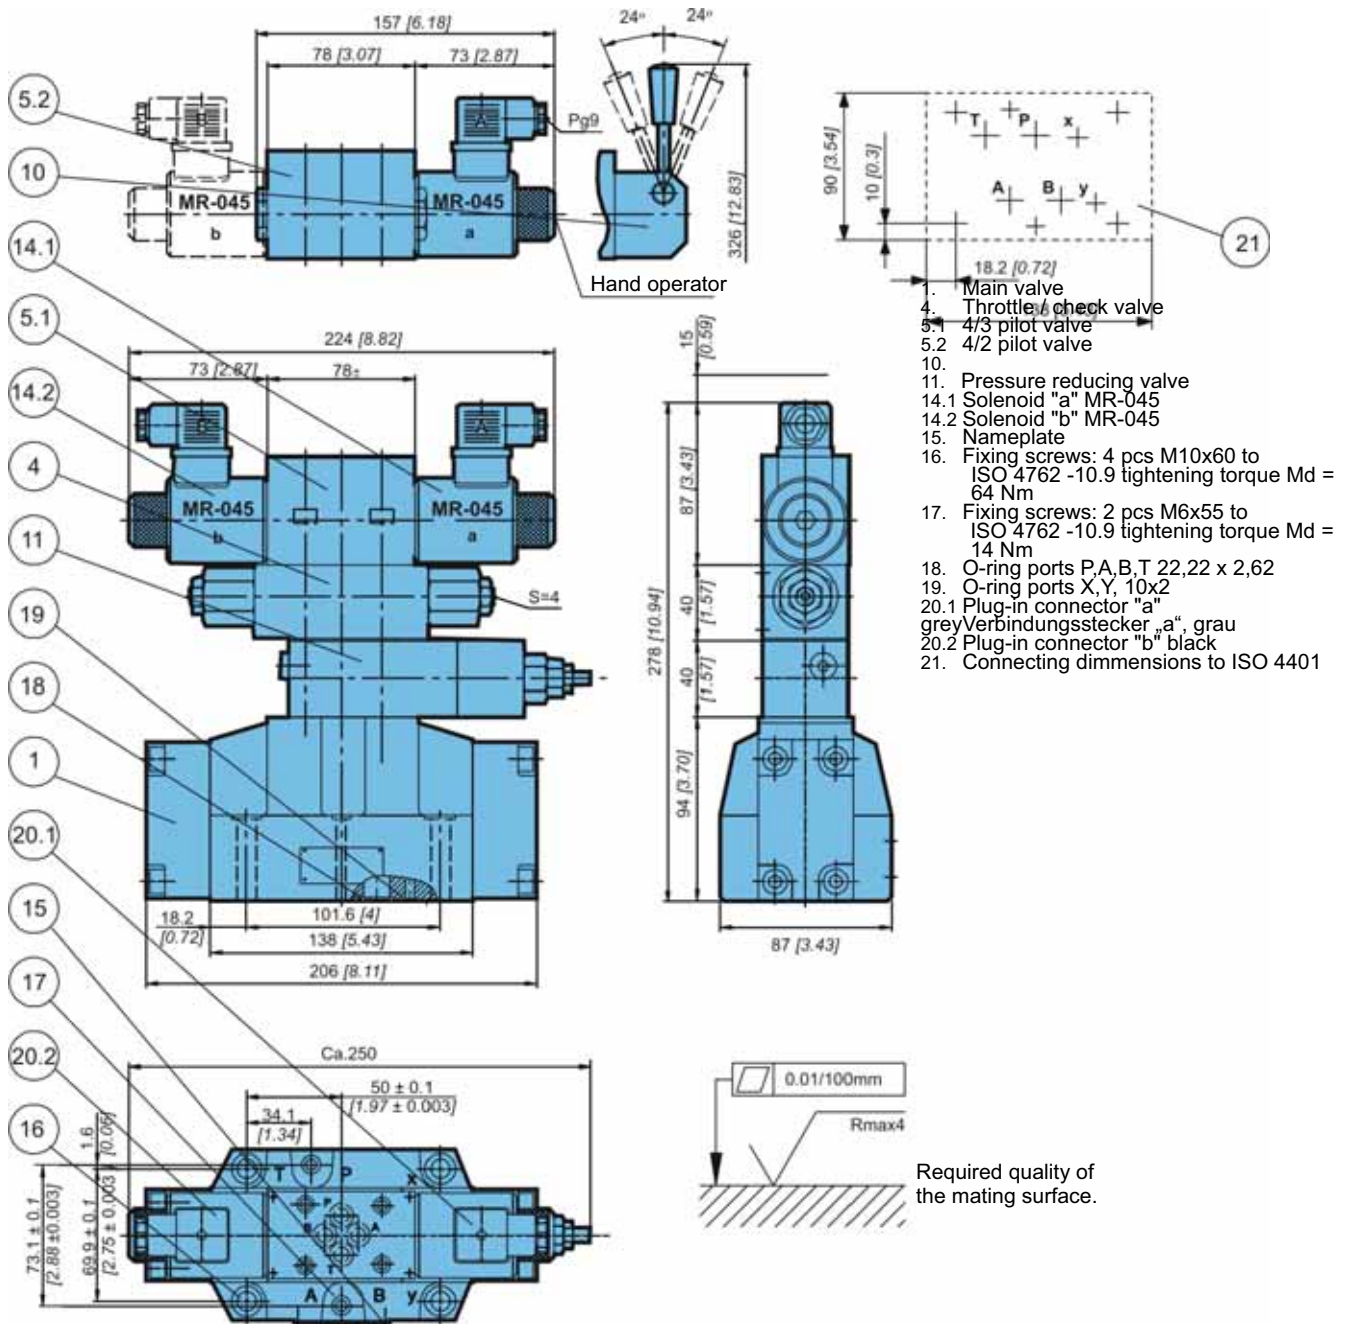 157 [6.18]
78 [3.07]
73 [2.87]
24º
24º
5.2
B
A
Pg9
10
MR-045
b
MR-045
a
326 [12.83]
Hand operator
90 [3.54]
10 [0.3]
T
P
x
A
B
y
21
18.2 [0.72]
14.1
5.1
14.2
4
11
19
18
1
20.1
15
17
20.2
16
224 [8.82]
73 [2.87]
78±
B
A
MR-045
b
MR-045
a
S=4
15
[0.59]
87 [3.43]
40
[1.57]
40
[1.57]
278 [10.94]
94 [3.70]
87 [3.43]
1. Main valve
4. Throttle / check valve
5.1 4/3 pilot valve
5.2 4/2 pilot valve
10.
11. Pressure reducing valve
14.1 Solenoid "a" MR-045
14.2 Solenoid "b" MR-045
15. Nameplate
16. Fixing screws: 4 pcs M10x60 to
ISO 4762 -10.9 tightening torque Md =
64 Nm
17. Fixing screws: 2 pcs M6x55 to
ISO 4762 -10.9 tightening torque Md =
14 Nm
18. O-ring ports P,A,B,T 22,22 x 2,62
19. O-ring ports X,Y, 10x2
20.1 Plug-in connector "a"
greyVerbindungsstecker „a“, grau
20.2 Plug-in connector "b" black
21. Connecting dimmensions to ISO 4401
18.2
[0.72]
101.6 [4]
138 [5.43]
206 [8.11]
Ca.250
50 ± 0.1
[1.97 ± 0.003]
34.1
[1.34]
1.6
[0.06]
73.1 ± 0.1
[2.88 ±0.003]
69.9 ± 0.1
[2.75 ± 0.003]
T
P
x
P
A
T
A
B
y
0.01/100mm
Rmax4
Required quality of
the mating surface.